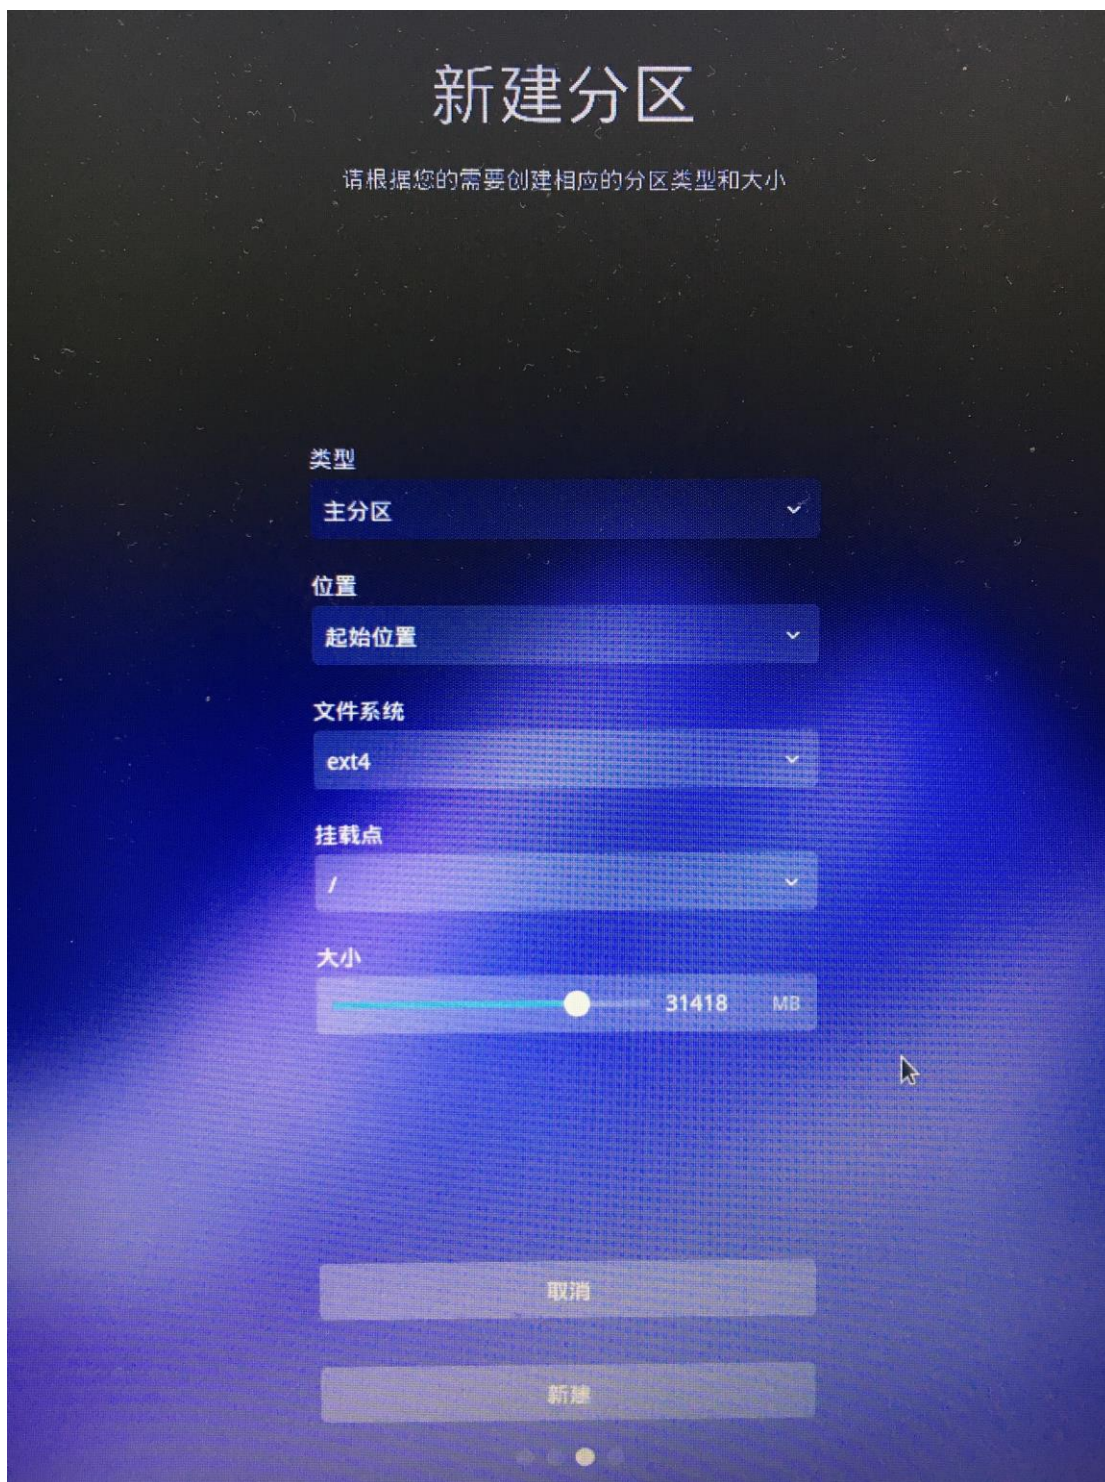 新建分区
请根据您的需要创建相应的分区类型和大小
类型
主分区
位置
起始位置
文件系统
ext4
挂载点
/
大小
31418 MB
取消
新建